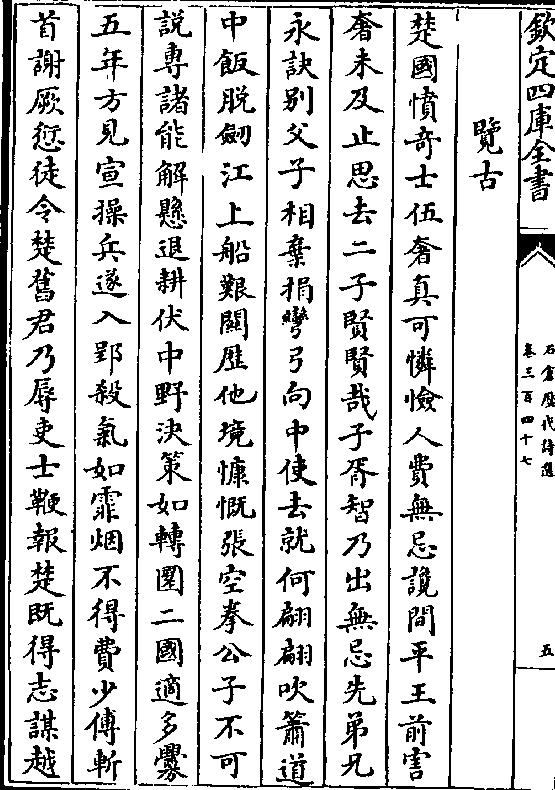 欽定四庫全書
石倉歷代詩選
卷三百四十七
五
覽古
楚國憤奇士伍奢真可憐憸人費無忌讒間平王前害
奢未及止思去二子賢賢哉子胥智乃出無忌先弟兄
永訣別父子相棄捐彎弓向中使去就何翩翩吹簫道
中飯脫劒江上船艱關歴他境慷慨張空拳公子不可
說專諸能解懸退耕伏中野決策如轉圜二國適多釁
五年方見宣操兵遂入郢殺氣如霏烟不得費少傅斬
首謝厥愆徒令楚舊君乃辱吏士鞭報楚既得志謀越